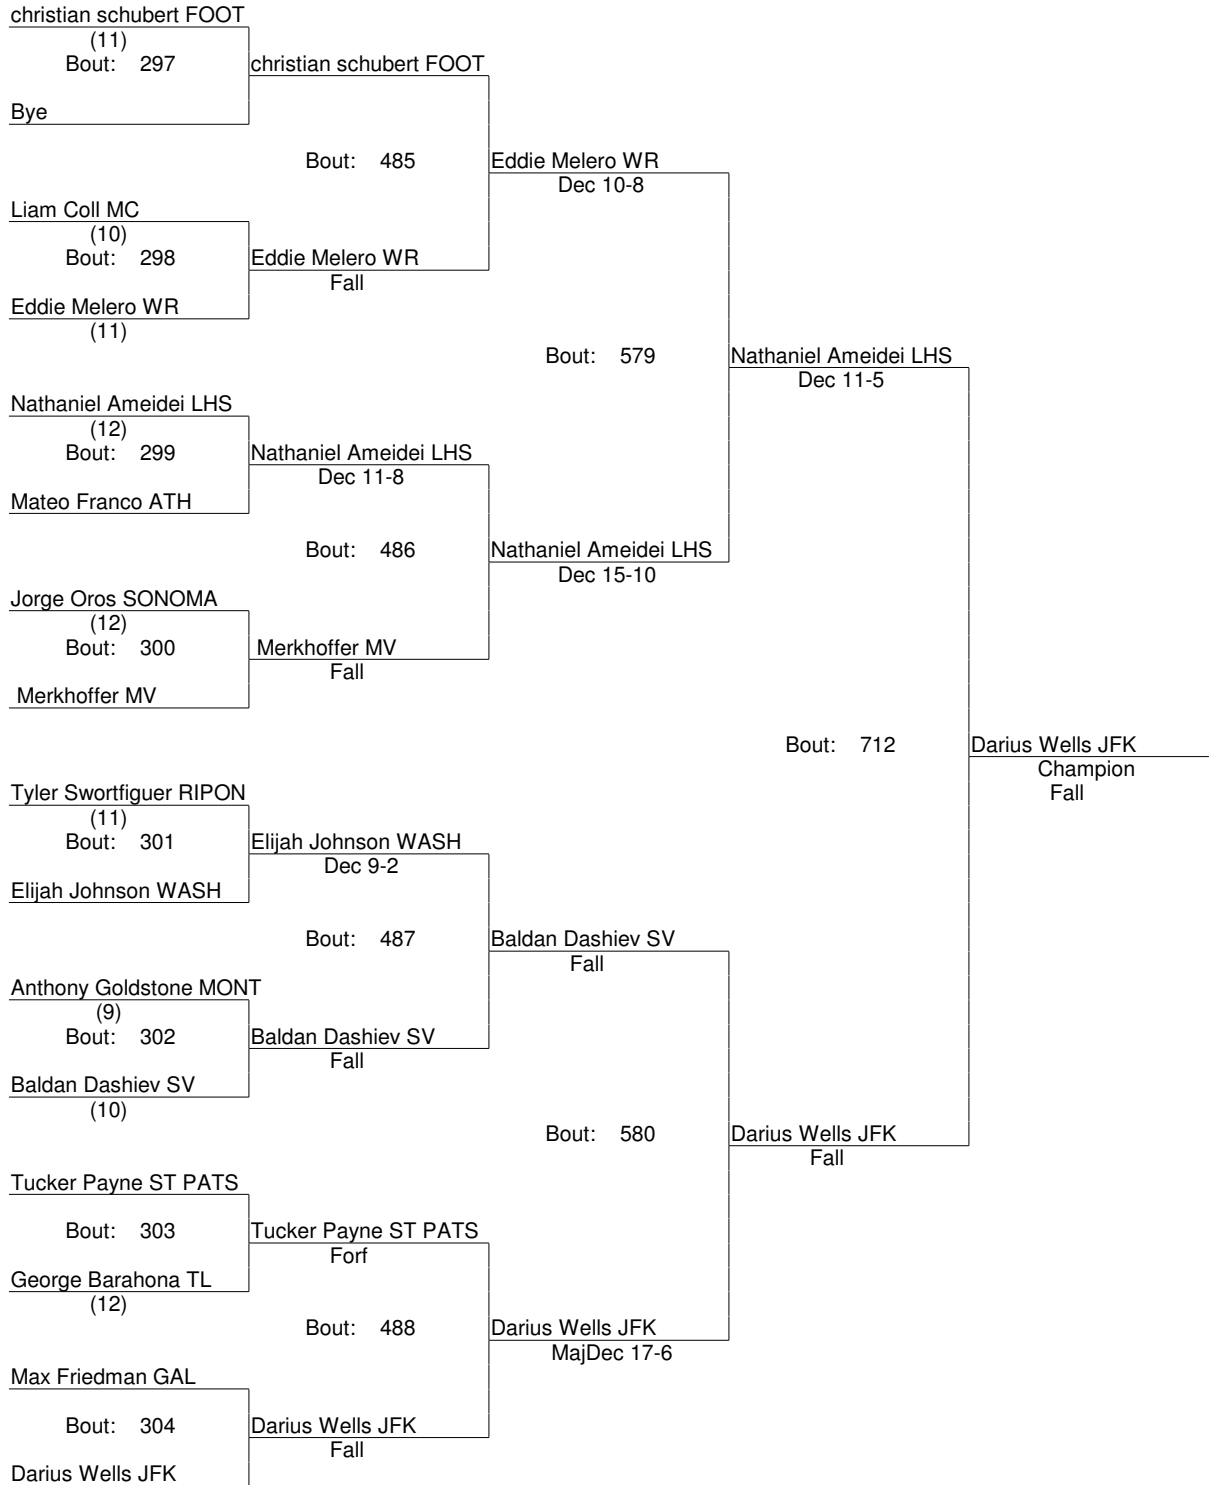 christian schubert FOOT
(11)
Bout: 297
christian schubert FOOT
Bye
Bout: 485
Eddie Melero WR
Dec 10-8
Liam Coll MC
(10)
Bout: 298
Eddie Melero WR
Fall
Eddie Melero WR
(11)
Bout: 579
Nathaniel Ameidei LHS
Dec 11-5
Nathaniel Ameidei LHS
(12)
Bout: 299
Nathaniel Ameidei LHS
Dec 11-8
Mateo Franco ATH
Bout: 486
Nathaniel Ameidei LHS
Dec 15-10
Jorge Oros SONOMA
(12)
Bout: 300
Merkhoffer MV
Fall
Merkhoffer MV
Bout: 712
Darius Wells JFK
Champion
Fall
Tyler Swortfiguer RIPON
(11)
Bout: 301
Elijah Johnson WASH
Dec 9-2
Elijah Johnson WASH
Bout: 487
Baldan Dashiev SV
Fall
Anthony Goldstone MONT
(9)
Bout: 302
Baldan Dashiev SV
Fall
Baldan Dashiev SV
(10)
Bout: 580
Darius Wells JFK
Fall
Tucker Payne ST PATS
Bout: 303
Tucker Payne ST PATS
Forf
George Barahona TL
(12)
Bout: 488
Darius Wells JFK
MajDec 17-6
Max Friedman GAL
Bout: 304
Darius Wells JFK
Fall
Darius Wells JFK